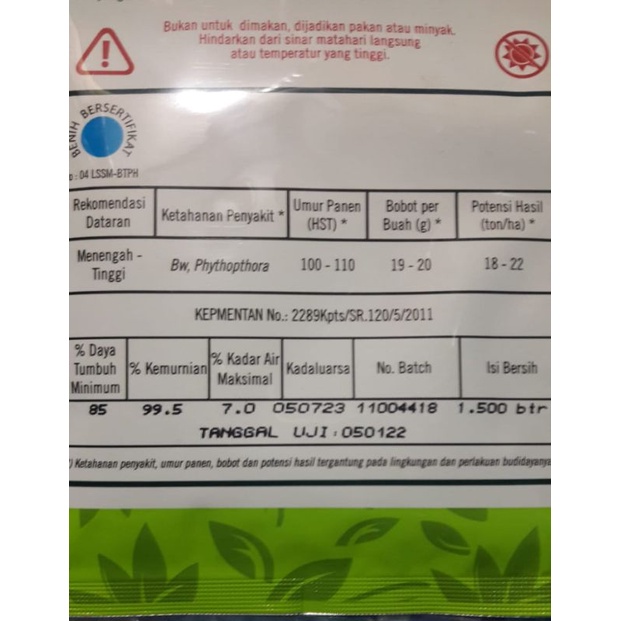 Bukan untuk dimakan, dijadikan pakan atau minyak.
Hindarkan dari sinar matahari langsung
atau temperatur yang tinggi.
BENIH BERSERTIFIKAT
: 04 LSSM-BTPH
Rekomendasi Dataran
Ketahanan Penyakit *
Umur Panen (HST) *
Bobot per Buah (g) *
Potensi Hasil (ton/ha) *
Menengah - Tinggi
Bw, Phythopthora
100 - 110
19 - 20
18 - 22
KEPMENTAN No.: 2289Kpts/SR.120/5/2011
% Daya Tumbuh Minimum
% Kemurnian
% Kadar Air Maksimal
Kadaluarsa
No. Batch
Isi Bersih
85 99.5 7.0 050723 11004418 1.500 btr
TANGGAL UJI : 050122
) Ketahanan penyakit, umur panen, bobot dan potensi hasil tergantung pada lingkungan dan perlakuan budidayanya